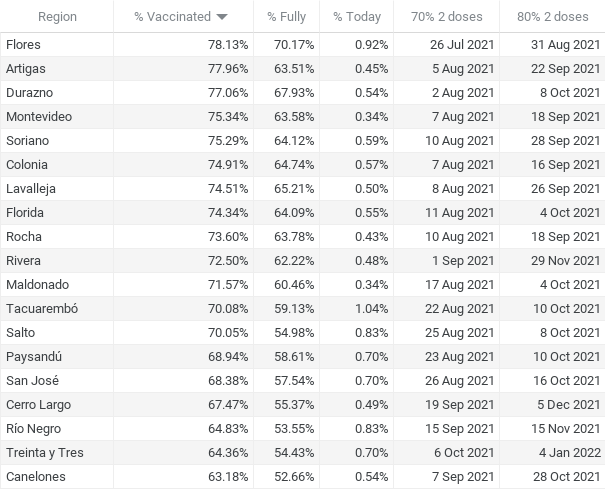 Region % Vaccinated % Fully % Today 70% 2 doses 80% 2 doses
Flores 78.13% 70.17% 0.92% 26 Jul 2021 31 Aug 2021
Artigas 77.96% 63.51% 0.45% 5 Aug 2021 22 Sep 2021
Durazno 77.06% 67.93% 0.54% 2 Aug 2021 8 Oct 2021
Montevideo 75.34% 63.58% 0.34% 7 Aug 2021 18 Sep 2021
Soriano 75.29% 64.12% 0.59% 10 Aug 2021 28 Sep 2021
Colonia 74.91% 64.74% 0.57% 7 Aug 2021 16 Sep 2021
Lavalleja 74.51% 65.21% 0.50% 8 Aug 2021 26 Sep 2021
Florida 74.34% 64.09% 0.55% 11 Aug 2021 4 Oct 2021
Rocha 73.60% 63.78% 0.43% 10 Aug 2021 18 Sep 2021
Rivera 72.50% 62.22% 0.48% 1 Sep 2021 29 Nov 2021
Maldonado 71.57% 60.46% 0.34% 17 Aug 2021 4 Oct 2021
Tacuarembó 70.08% 59.13% 1.04% 22 Aug 2021 10 Oct 2021
Salto 70.05% 54.98% 0.83% 25 Aug 2021 8 Oct 2021
Paysandú 68.94% 58.61% 0.70% 23 Aug 2021 10 Oct 2021
San José 68.38% 57.54% 0.70% 26 Aug 2021 16 Oct 2021
Cerro Largo 67.47% 55.37% 0.49% 19 Sep 2021 5 Dec 2021
Río Negro 64.83% 53.55% 0.83% 15 Sep 2021 15 Nov 2021
Treinta y Tres 64.36% 54.43% 0.70% 6 Oct 2021 4 Jan 2022
Canelones 63.18% 52.66% 0.54% 7 Sep 2021 28 Oct 2021